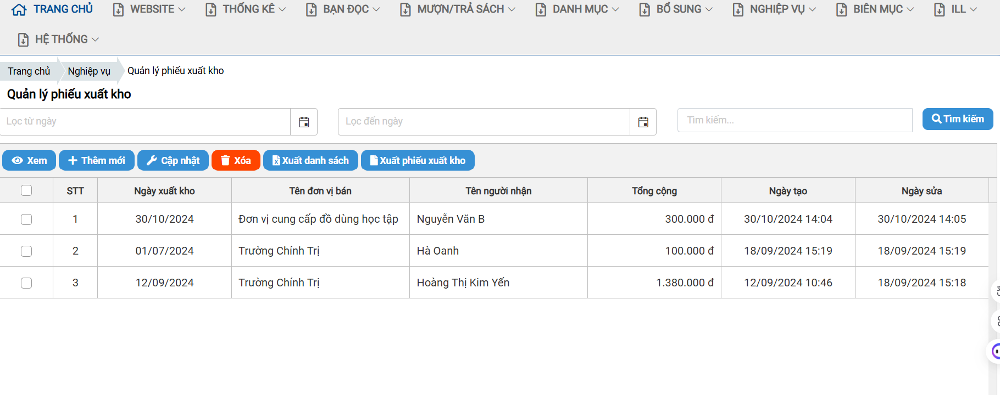 TRANG CHỦ WEBSITE THỐNG KÊ BẠN ĐỌC MƯỢN/TRẢ SÁCH DANH MỤC BỔ SUNG NGHIỆP VỤ BIÊN MỤC ILL
HỆ THỐNG
Trang chủ Nghiệp vụ Quản lý phiếu xuất kho
Quản lý phiếu xuất kho
Lọc từ ngày Lọc đến ngày Tìm kiếm... Tìm kiếm
Xem Thêm mới Cập nhật Xóa Xuất danh sách Xuất phiếu xuất kho
STT Ngày xuất kho Tên đơn vị bán Tên người nhận Tổng cộng Ngày tạo Ngày sửa
1 30/10/2024 Đơn vị cung cấp đồ dùng học tập Nguyễn Văn B 300.000 đ 30/10/2024 14:04 30/10/2024 14:05
2 01/07/2024 Trường Chính Trị Hà Oanh 100.000 đ 18/09/2024 15:19 18/09/2024 15:19
3 12/09/2024 Trường Chính Trị Hoàng Thị Kim Yến 1.380.000 đ 12/09/2024 10:46 18/09/2024 15:18